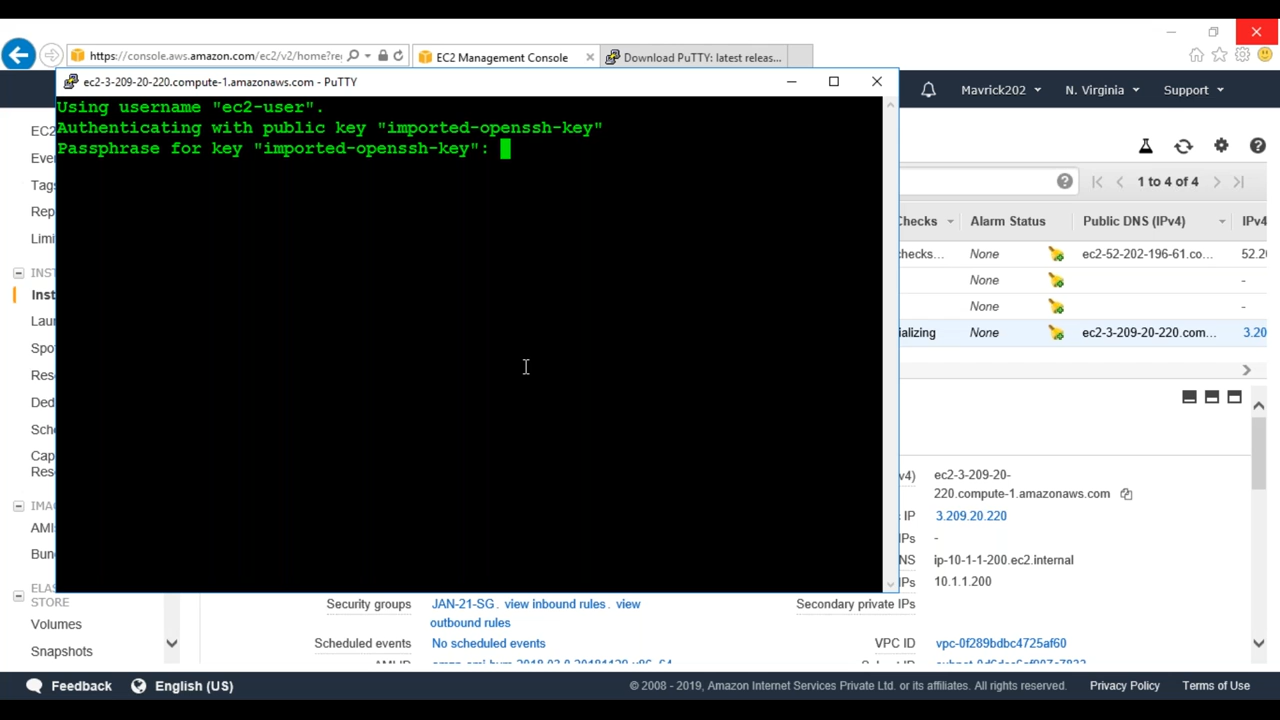 https://console.aws.amazon.com/ec2/v2/home?re
EC2 Management Console
Download PuTTY: latest releas...
ec2-3-209-20-220.compute-1.amazonaws.com - PuTTY
Mavrick202
N. Virginia
Support
Using username "ec2-user".
Authenticating with public key "imported-openssh-key"
Passphrase for key "imported-openssh-key":
EC
Eve
Tags
Rep
Limi
INST
Inst
Lau
Spo
Res
Ded
Sch
Cap
Res
IMA
AMI
Bun
ELAS
STORE
Volumes
Snapshots
1 to 4 of 4
Checks
Alarm Status
Public DNS (IPv4)
IPv4
checks...
None
ec2-52-202-196-61.co...
52.20
None
-
None
-
ializing
None
ec2-3-209-20-220.com...
3.20
v4)
ec2-3-209-20-
220.compute-1.amazonaws.com
IP
3.209.20.220
IPs
-
NS
ip-10-1-1-200.ec2.internal
IPs
10.1.1.200
Security groups
JAN-21-SG. view inbound rules. view
outbound rules
Secondary private IPs
Scheduled events
No scheduled events
VPC ID
vpc-0f289bdbc4725af60
Feedback
English (US)
© 2008 - 2019, Amazon Internet Services Private Ltd. or its affiliates. All rights reserved.
Privacy Policy
Terms of Use